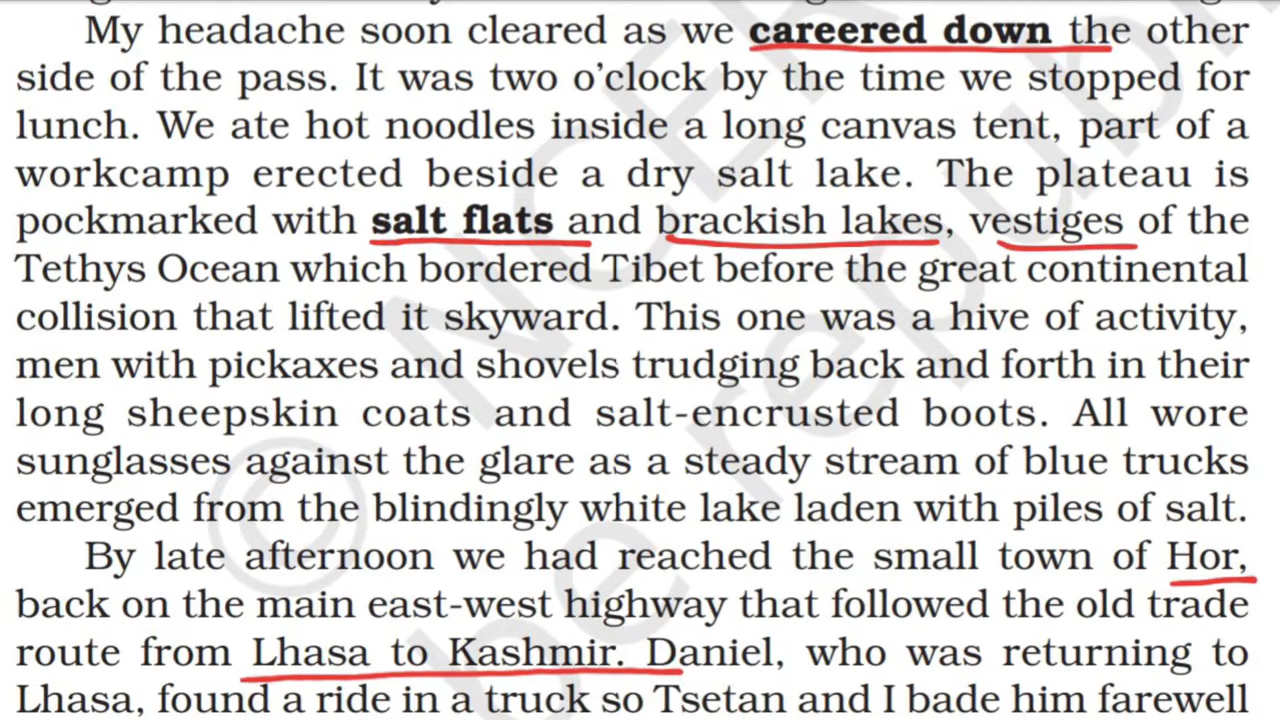 My headache soon cleared as we careered down the other
side of the pass. It was two o'clock by the time we stopped for
lunch. We ate hot noodles inside a long canvas tent, part of a
workcamp erected beside a dry salt lake. The plateau is
pockmarked with salt flats and brackish lakes, vestiges of the
Tethys Ocean which bordered Tibet before the great continental
collision that lifted it skyward. This one was a hive of activity,
men with pickaxes and shovels trudging back and forth in their
long sheepskin coats and salt-encrusted boots. All wore
sunglasses against the glare as a steady stream of blue trucks
emerged from the blindingly white lake laden with piles of salt.
By late afternoon we had reached the small town of Hor,
back on the main east-west highway that followed the old trade
route from Lhasa to Kashmir. Daniel, who was returning to
Lhasa, found a ride in a truck so Tsetan and I bade him farewell